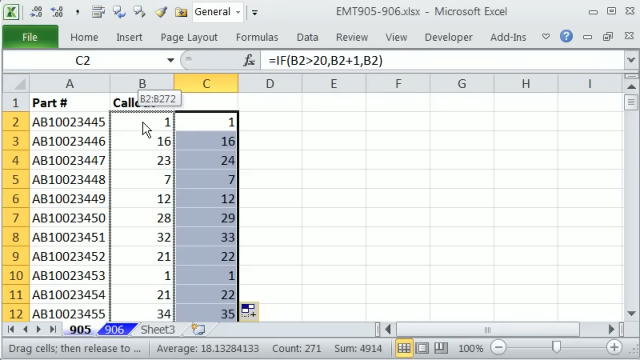 General
EMT905-906.xlsx - Microsoft Excel
File Home Insert Page Layout Formulas Data Review View Developer Add-Ins
C2 fx =IF(B2>20,B2+1,B2)
A B C D E F G H I
1 Part #
B2:B272
2 AB10023445 1 1
3 AB10023446 16 16
4 AB10023447 23 24
5 AB10023448 7 7
6 AB10023449 12 12
7 AB10023450 28 29
8 AB10023451 32 33
9 AB10023452 21 22
10 AB10023453 1 1
11 AB10023454 21 22
12 AB10023455 34 35
905 906 Sheet3
Drag cells; then release to ... Average: 18.13284133 Count: 271 Sum: 4914 100%